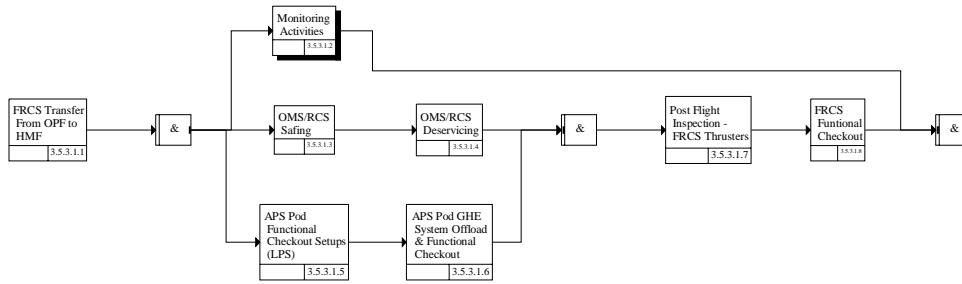 Monitoring
Activities
3.5.3.1.2
FRCS Transfer
From OPF to
HMF
3.5.3.1.1
&
OMS/RCS
Safing
3.5.3.1.3
OMS/RCS
Deservicing
3.5.3.1.4
&
Post Flight
Inspection -
FRCS Thrusters
3.5.3.1.7
FRCS
Funtional
Checkout
3.5.3.1.8
&
APS Pod
Functional
Checkout Setups
(LPS)
3.5.3.1.5
APS Pod GHE
System Offload
& Functional
Checkout
3.5.3.1.6